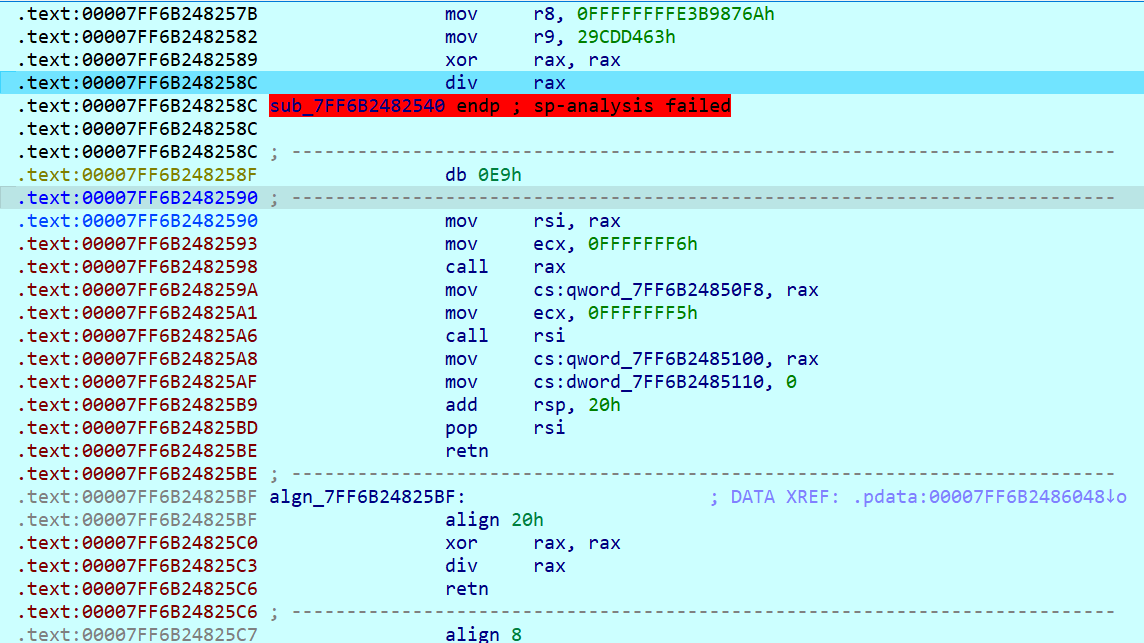 .text:00007FF6B248257B mov r8, 0FFFFFFFFE3B9876Ah
.text:00007FF6B2482582 mov r9, 29CDD463h
.text:00007FF6B2482589 xor rax, rax
.text:00007FF6B248258C div rax
.text:00007FF6B248258C sub_7FF6B2482540 endp ; sp-analysis failed
.text:00007FF6B248258C
.text:00007FF6B248258C ; ---------------------------------------------------------------------------
.text:00007FF6B248258F db 0E9h
.text:00007FF6B2482590 ; ---------------------------------------------------------------------------
.text:00007FF6B2482590 mov rsi, rax
.text:00007FF6B2482593 mov ecx, 0FFFFFFF6h
.text:00007FF6B2482598 call rax
.text:00007FF6B248259A mov cs:qword_7FF6B24850F8, rax
.text:00007FF6B24825A1 mov ecx, 0FFFFFFF5h
.text:00007FF6B24825A6 call rsi
.text:00007FF6B24825A8 mov cs:qword_7FF6B2485100, rax
.text:00007FF6B24825AF mov cs:dword_7FF6B2485110, 0
.text:00007FF6B24825B9 add rsp, 20h
.text:00007FF6B24825BD pop rsi
.text:00007FF6B24825BE retn
.text:00007FF6B24825BE ; ---------------------------------------------------------------------------
.text:00007FF6B24825BF algn_7FF6B24825BF: ; DATA XREF: .pdata:00007FF6B2486048↓o
.text:00007FF6B24825BF align 20h
.text:00007FF6B24825C0 xor rax, rax
.text:00007FF6B24825C3 div rax
.text:00007FF6B24825C6 retn
.text:00007FF6B24825C6 ; ---------------------------------------------------------------------------
.text:00007FF6B24825C7 align 8